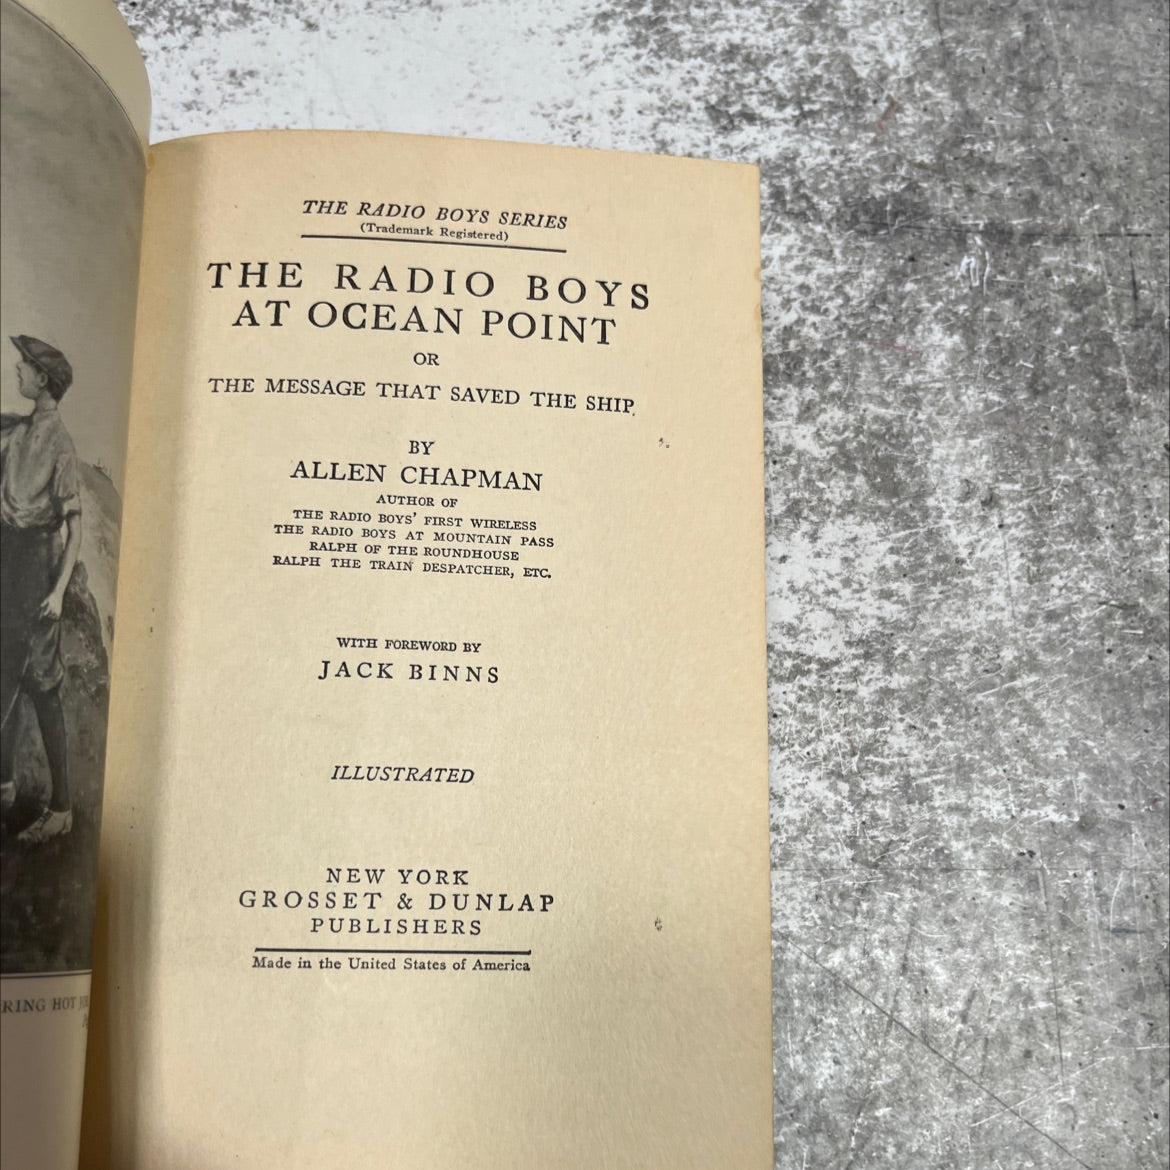 THE RADIO BOYS SERIES
(Trademark Registered)
THE RADIO BOYS
AT OCEAN POINT
OR
THE MESSAGE THAT SAVED THE SHIP
BY
ALLEN CHAPMAN
AUTHOR OF
THE RADIO BOYS' FIRST WIRELESS
THE RADIO BOYS AT MOUNTAIN PASS
RALPH OF THE ROUNDHOUSE
RALPH THE TRAIN DESPATCHER, ETC.
WITH FOREWORD BY
JACK BINNS
ILLUSTRATED
NEW YORK
GROSSET & DUNLAP
PUBLISHERS
Made in the United States of America
RING HOT